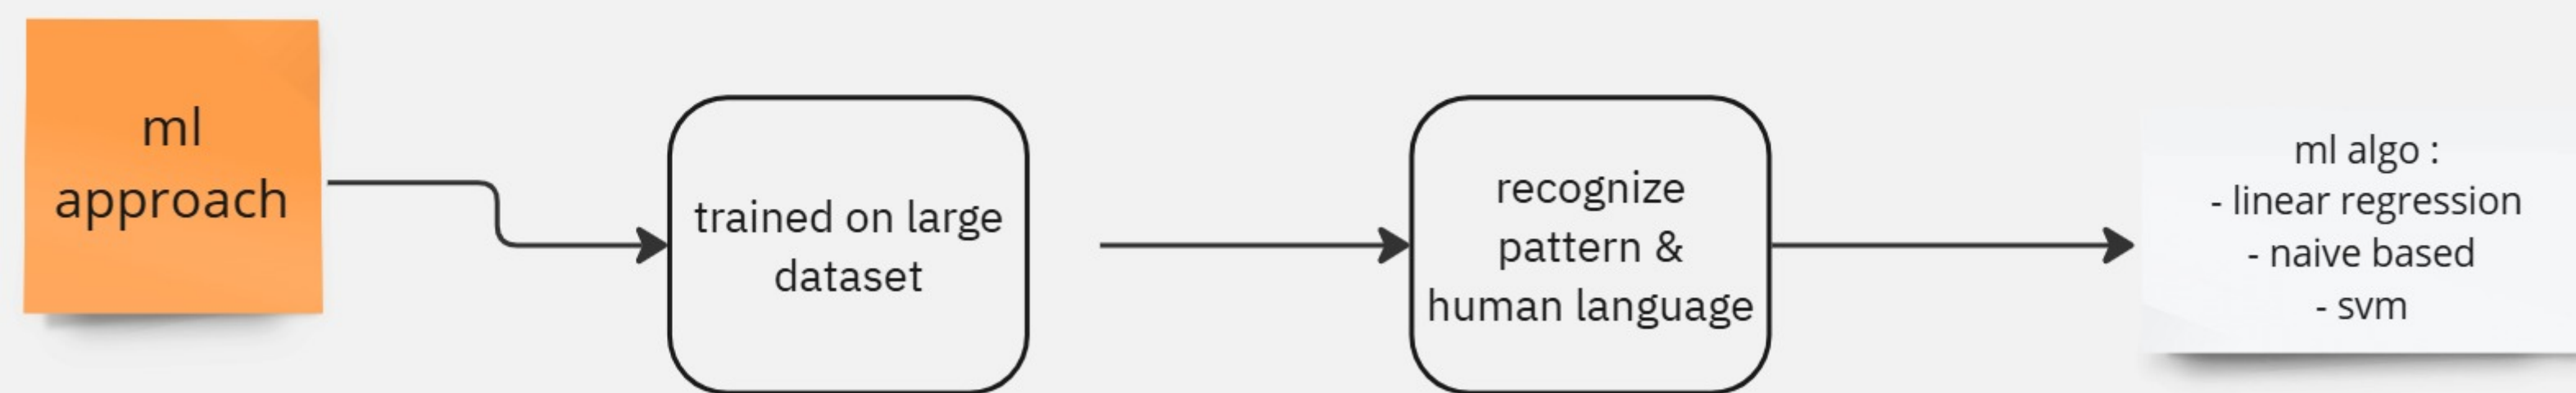 ml
approach
trained on large
dataset
recognize
pattern &
human language
ml algo :
- linear regression
- naive based
- svm